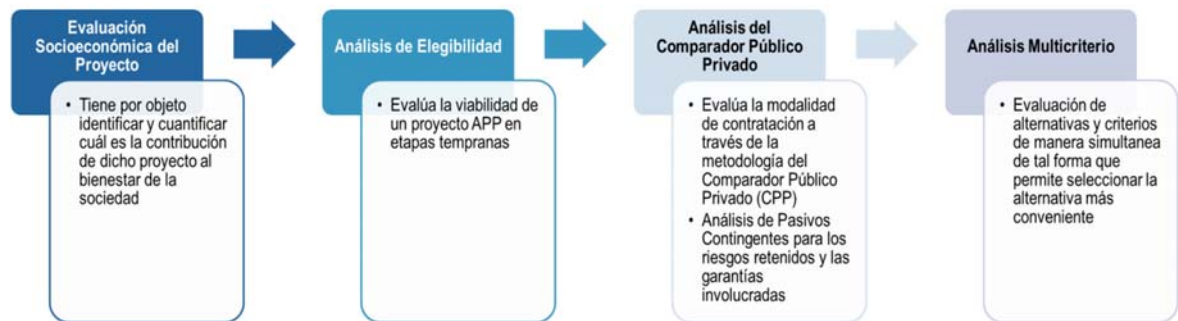 Evaluación
Socioeconómica del
Proyecto
• Tiene por objeto
identificar y cuantificar
cuál es la contribución
de dicho proyecto al
bienestar de la
sociedad
Análisis de Elegibilidad
• Evalúa la viabilidad de
un proyecto APP en
etapas tempranas
Análisis del
Comparador Público
Privado
• Evalúa la modalidad
de contratación a
través de la
metodología del
Comparador Público
Privado (CPP)
• Análisis de Pasivos
Contingentes para los
riesgos retenidos y las
garantías
involucradas
Análisis Multicriterio
• Evaluación de
alternativas y criterios
de manera simultanea
de tal forma que
permite seleccionar la
alternativa más
conveniente